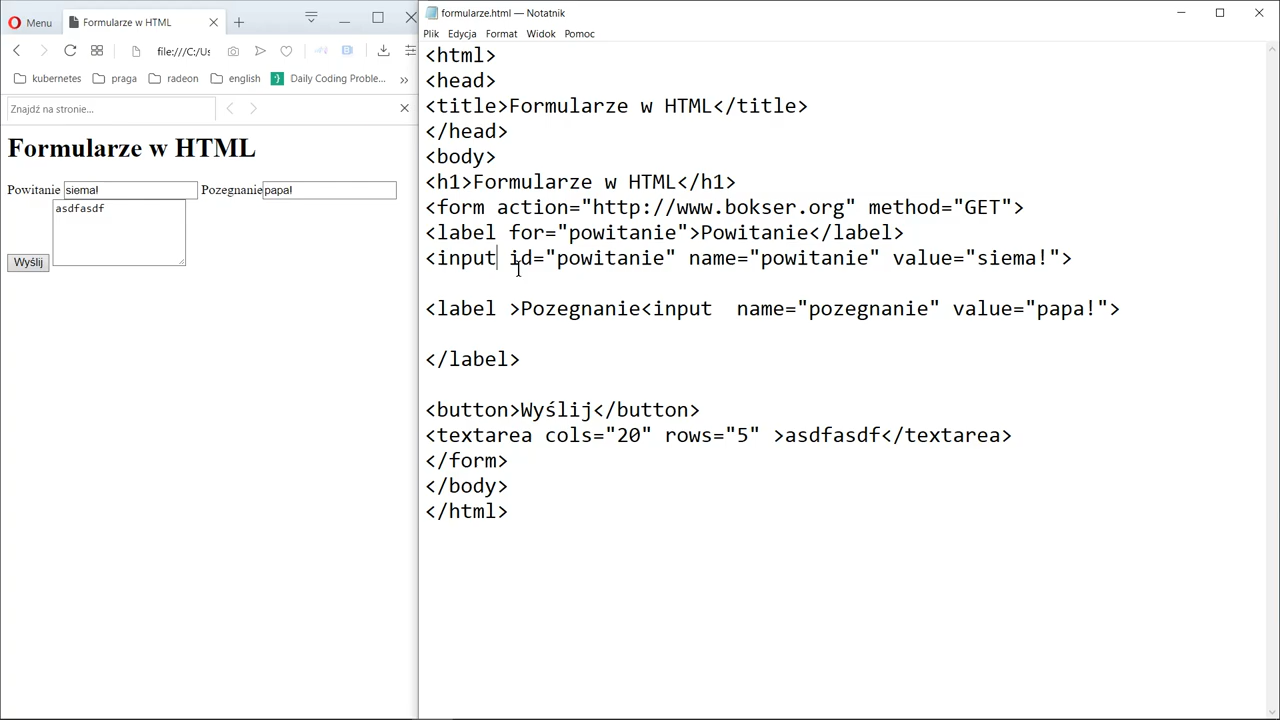 Menu
Formularze w HTML
file:///C:/Us
kubernetes praga radeon english Daily Coding Proble... »
Znajdź na stronie...
Formularze w HTML
Powitanie siema! Pozegnanie papa!
asdfasdf
Wyślij
formularze.html — Notatnik
Plik Edycja Format Widok Pomoc
<html>
<head>
<title>Formularze w HTML</title>
</head>
<body>
<h1>Formularze w HTML</h1>
<form action="http://www.bokser.org" method="GET">
<label for="powitanie">Powitanie</label>
<input id="powitanie" name="powitanie" value="siema!">
<label >Pozegnanie<input  name="pozegnanie" value="papa!">
</label>
<button>Wyślij</button>
<textarea cols="20" rows="5" >asdfasdf</textarea>
</form>
</body>
</html>